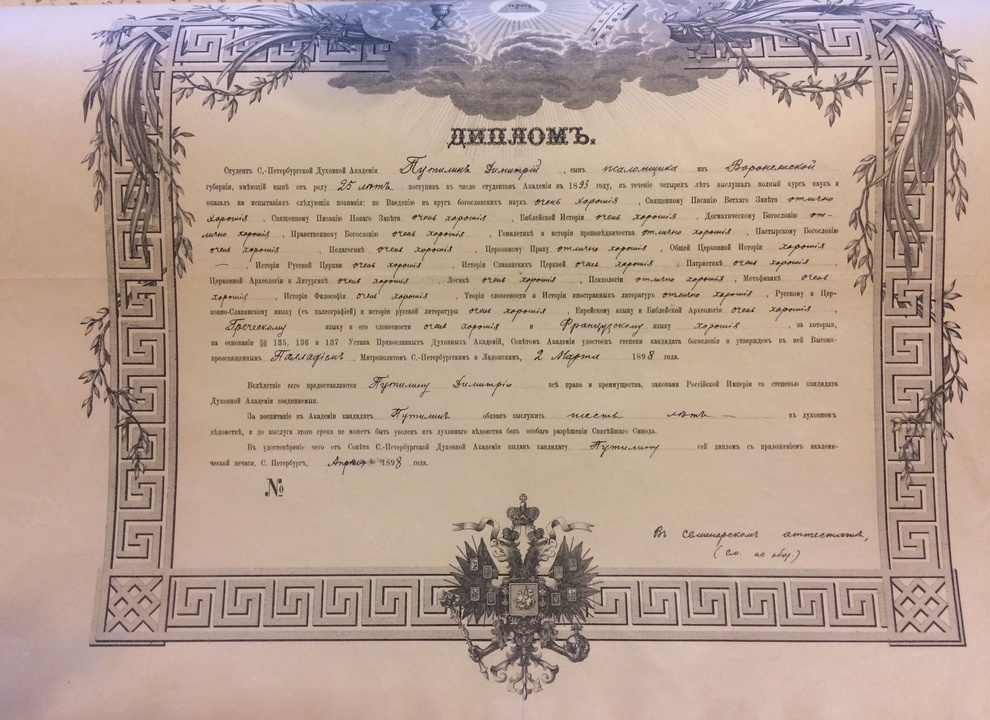 ДИПЛОМЪ.
Студентъ С.-Петербургской Духовной Академіи Путилинъ Димитрій, сынъ псаломщика изъ Воронежской
губерніи, имѣющій нынѣ отъ роду 25 лѣтъ поступивъ въ число студентовъ Академіи въ 1893 году, въ теченіе четырехъ лѣтъ выслушалъ полный курсъ наукъ и
оказалъ на испытаніяхъ слѣдующія познанія: по Введенію въ кругъ богословскихъ наукъ очень хорошія, Священному Писанію Ветхаго Завѣта отлично
хорошія, Священному Писанію Новаго Завѣта очень хорошія, Библейской Исторіи очень хорошія, Догматическому Богословію от-
лично хорошія, Нравственному Богословію очень хорошія, Гомилетикѣ и исторіи проповѣдничества отлично хорошія, Пастырскому Богословію
очень хорошія, Педагогикѣ очень хорошія, Церковному Праву отлично хорошія, Общей Церковной Исторіи хорошія
—, Исторіи Русской Церкви очень хорошія, Исторіи Славянскихъ Церквей очень хорошія, Патристикѣ очень хорошія,
Церковной Археологіи и Литургикѣ очень хорошія, Логикѣ очень хорошія, Психологіи отлично хорошія, Метафизикѣ очень
хорошія, Исторіи Философіи очень хорошія, Теоріи словесности и Исторіи иностранныхъ литературъ отлично хорошія, Русскому и Цер-
ковно-Славянскому языку (съ палеографіей) и исторіи русской литературы очень хорошія, Еврейскому языку и Библейской Археологіи очень хорошія,
Греческому языку и его словесности очень хорошія и Французскому языку хорошія, за которыя,
на основаніи §§ 135, 136 и 137 Устава Православныхъ Духовныхъ Академій, Совѣтомъ Академіи удостоенъ степени кандидата богословія и утвержденъ въ ней Высоко-
преосвященнымъ Палладіемъ, Митрополитомъ С.-Петербургскимъ и Ладожскимъ, 2 Марта 1898 года.
Вслѣдствіе сего предоставляются Путилину Димитрію всѣ права и преимущества, законами Россійской Имперіи со степенью кандидата
Духовной Академіи соединяемыя.
За воспитаніе въ Академіи кандидатъ Путилинъ обязанъ выслужить шесть лѣтъ — въ духовномъ
вѣдомствѣ, и до выслуги этого срока не можетъ быть уволенъ изъ духовнаго вѣдомства безъ особаго разрѣшенія Святѣйшаго Синода.
Въ удостовѣреніе чего отъ Совѣта С.-Петербургской Духовной Академіи выданъ кандидату Путилину сей дипломъ съ приложеніемъ академи-
ческой печати. С. Петербургъ, 1898 года.
№
Въ семинарскомъ аттестатѣ,
(см. на обор.)